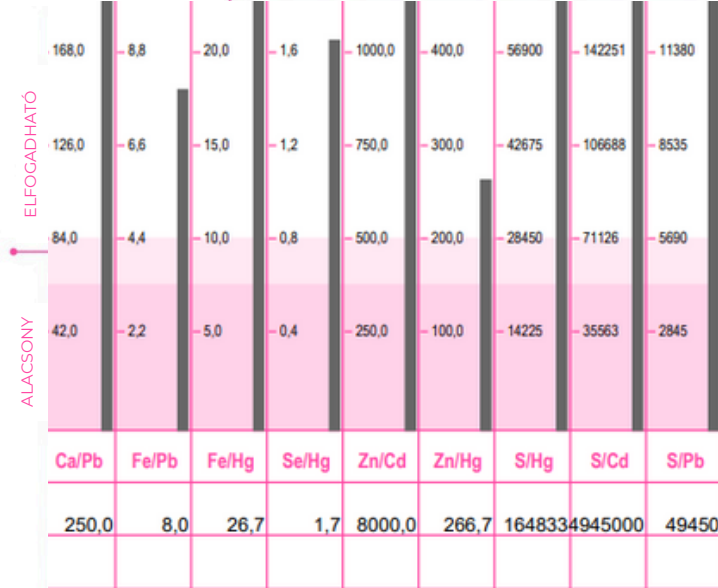 ELFOGADHATÓ
ALACSONY
168,0 8,8 20,0 1,6 1000,0 400,0 56900 142251 11380
126,0 6,6 15,0 1,2 750,0 300,0 42675 106688 8535
84,0 4,4 10,0 0,8 500,0 200,0 28450 71126 5690
42,0 2,2 5,0 0,4 250,0 100,0 14225 35563 2845
Ca/Pb Fe/Pb Fe/Hg Se/Hg Zn/Cd Zn/Hg S/Hg S/Cd S/Pb
250,0 8,0 26,7 1,7 8000,0 266,7 1648333 4945000 49450